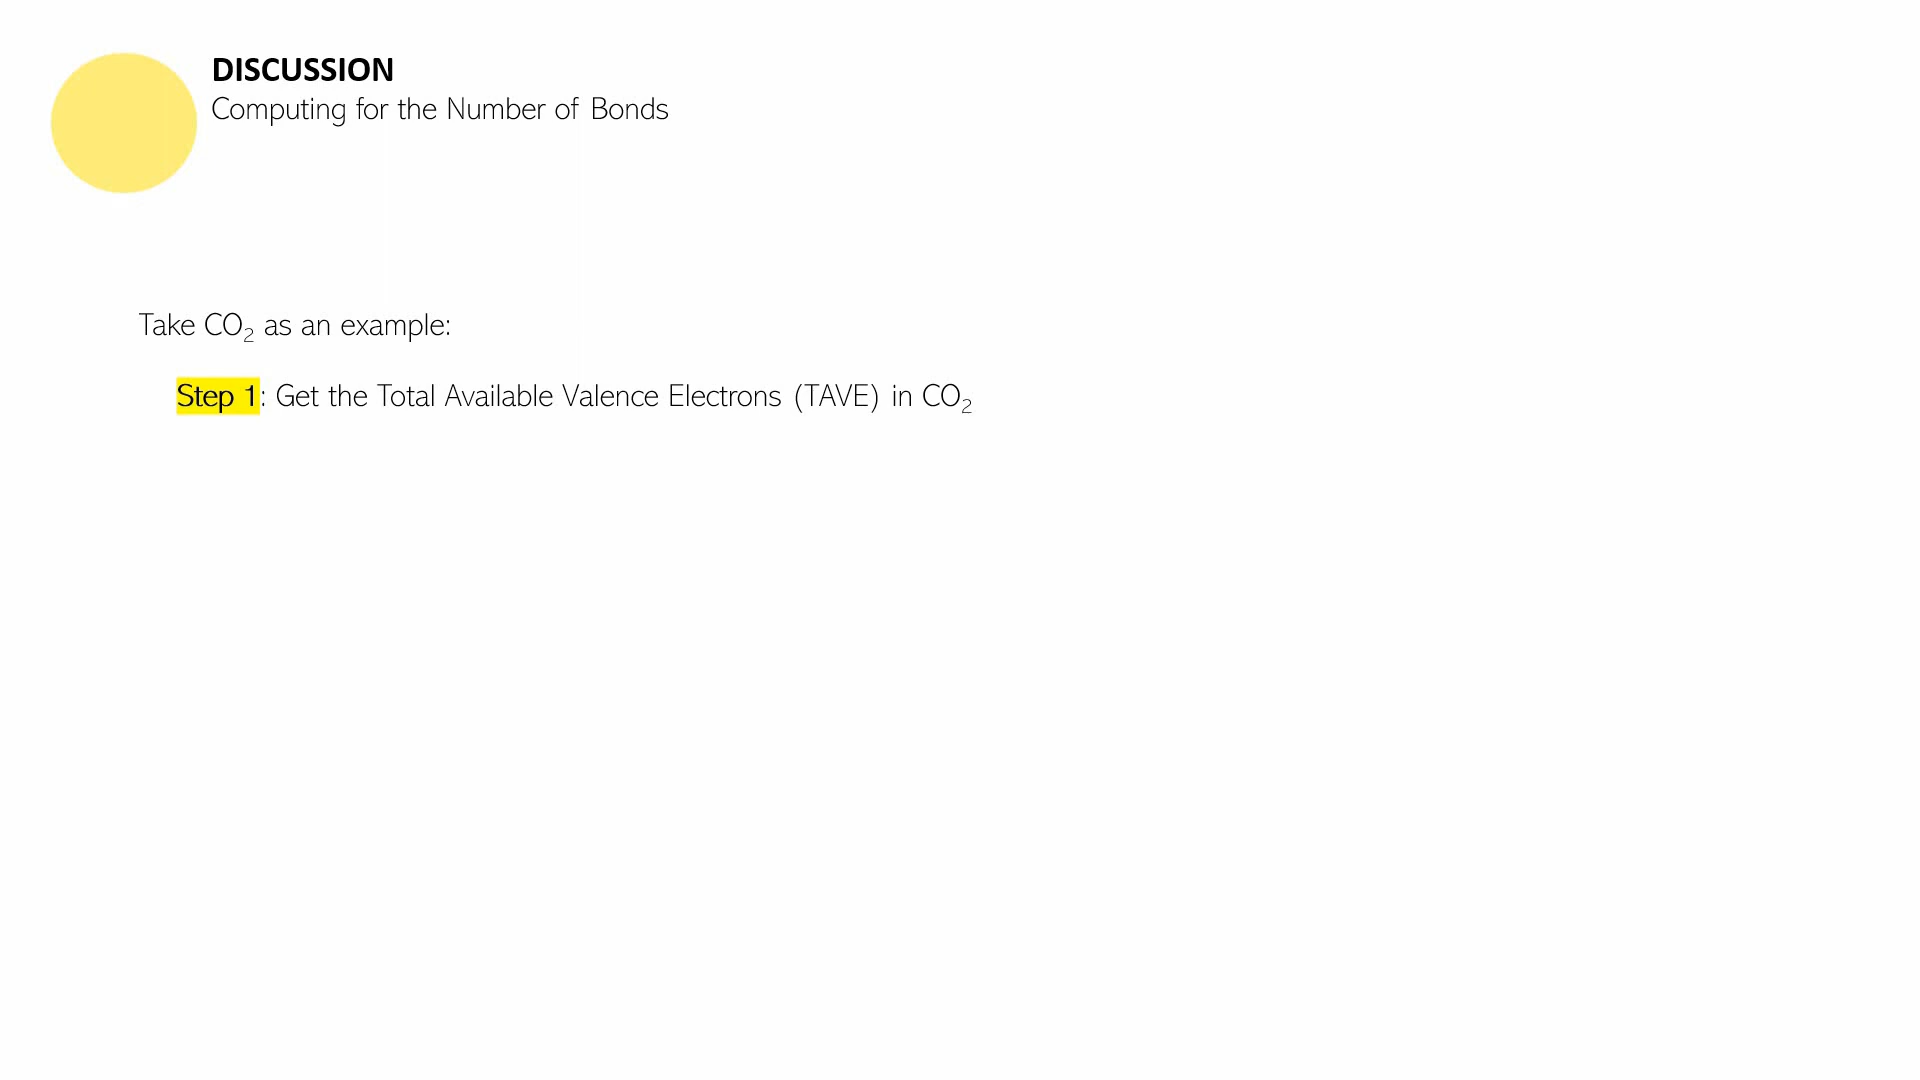 DISCUSSION
Computing for the Number of Bonds
Take CO₂ as an example:
Step 1: Get the Total Available Valence Electrons (TAVE) in CO₂